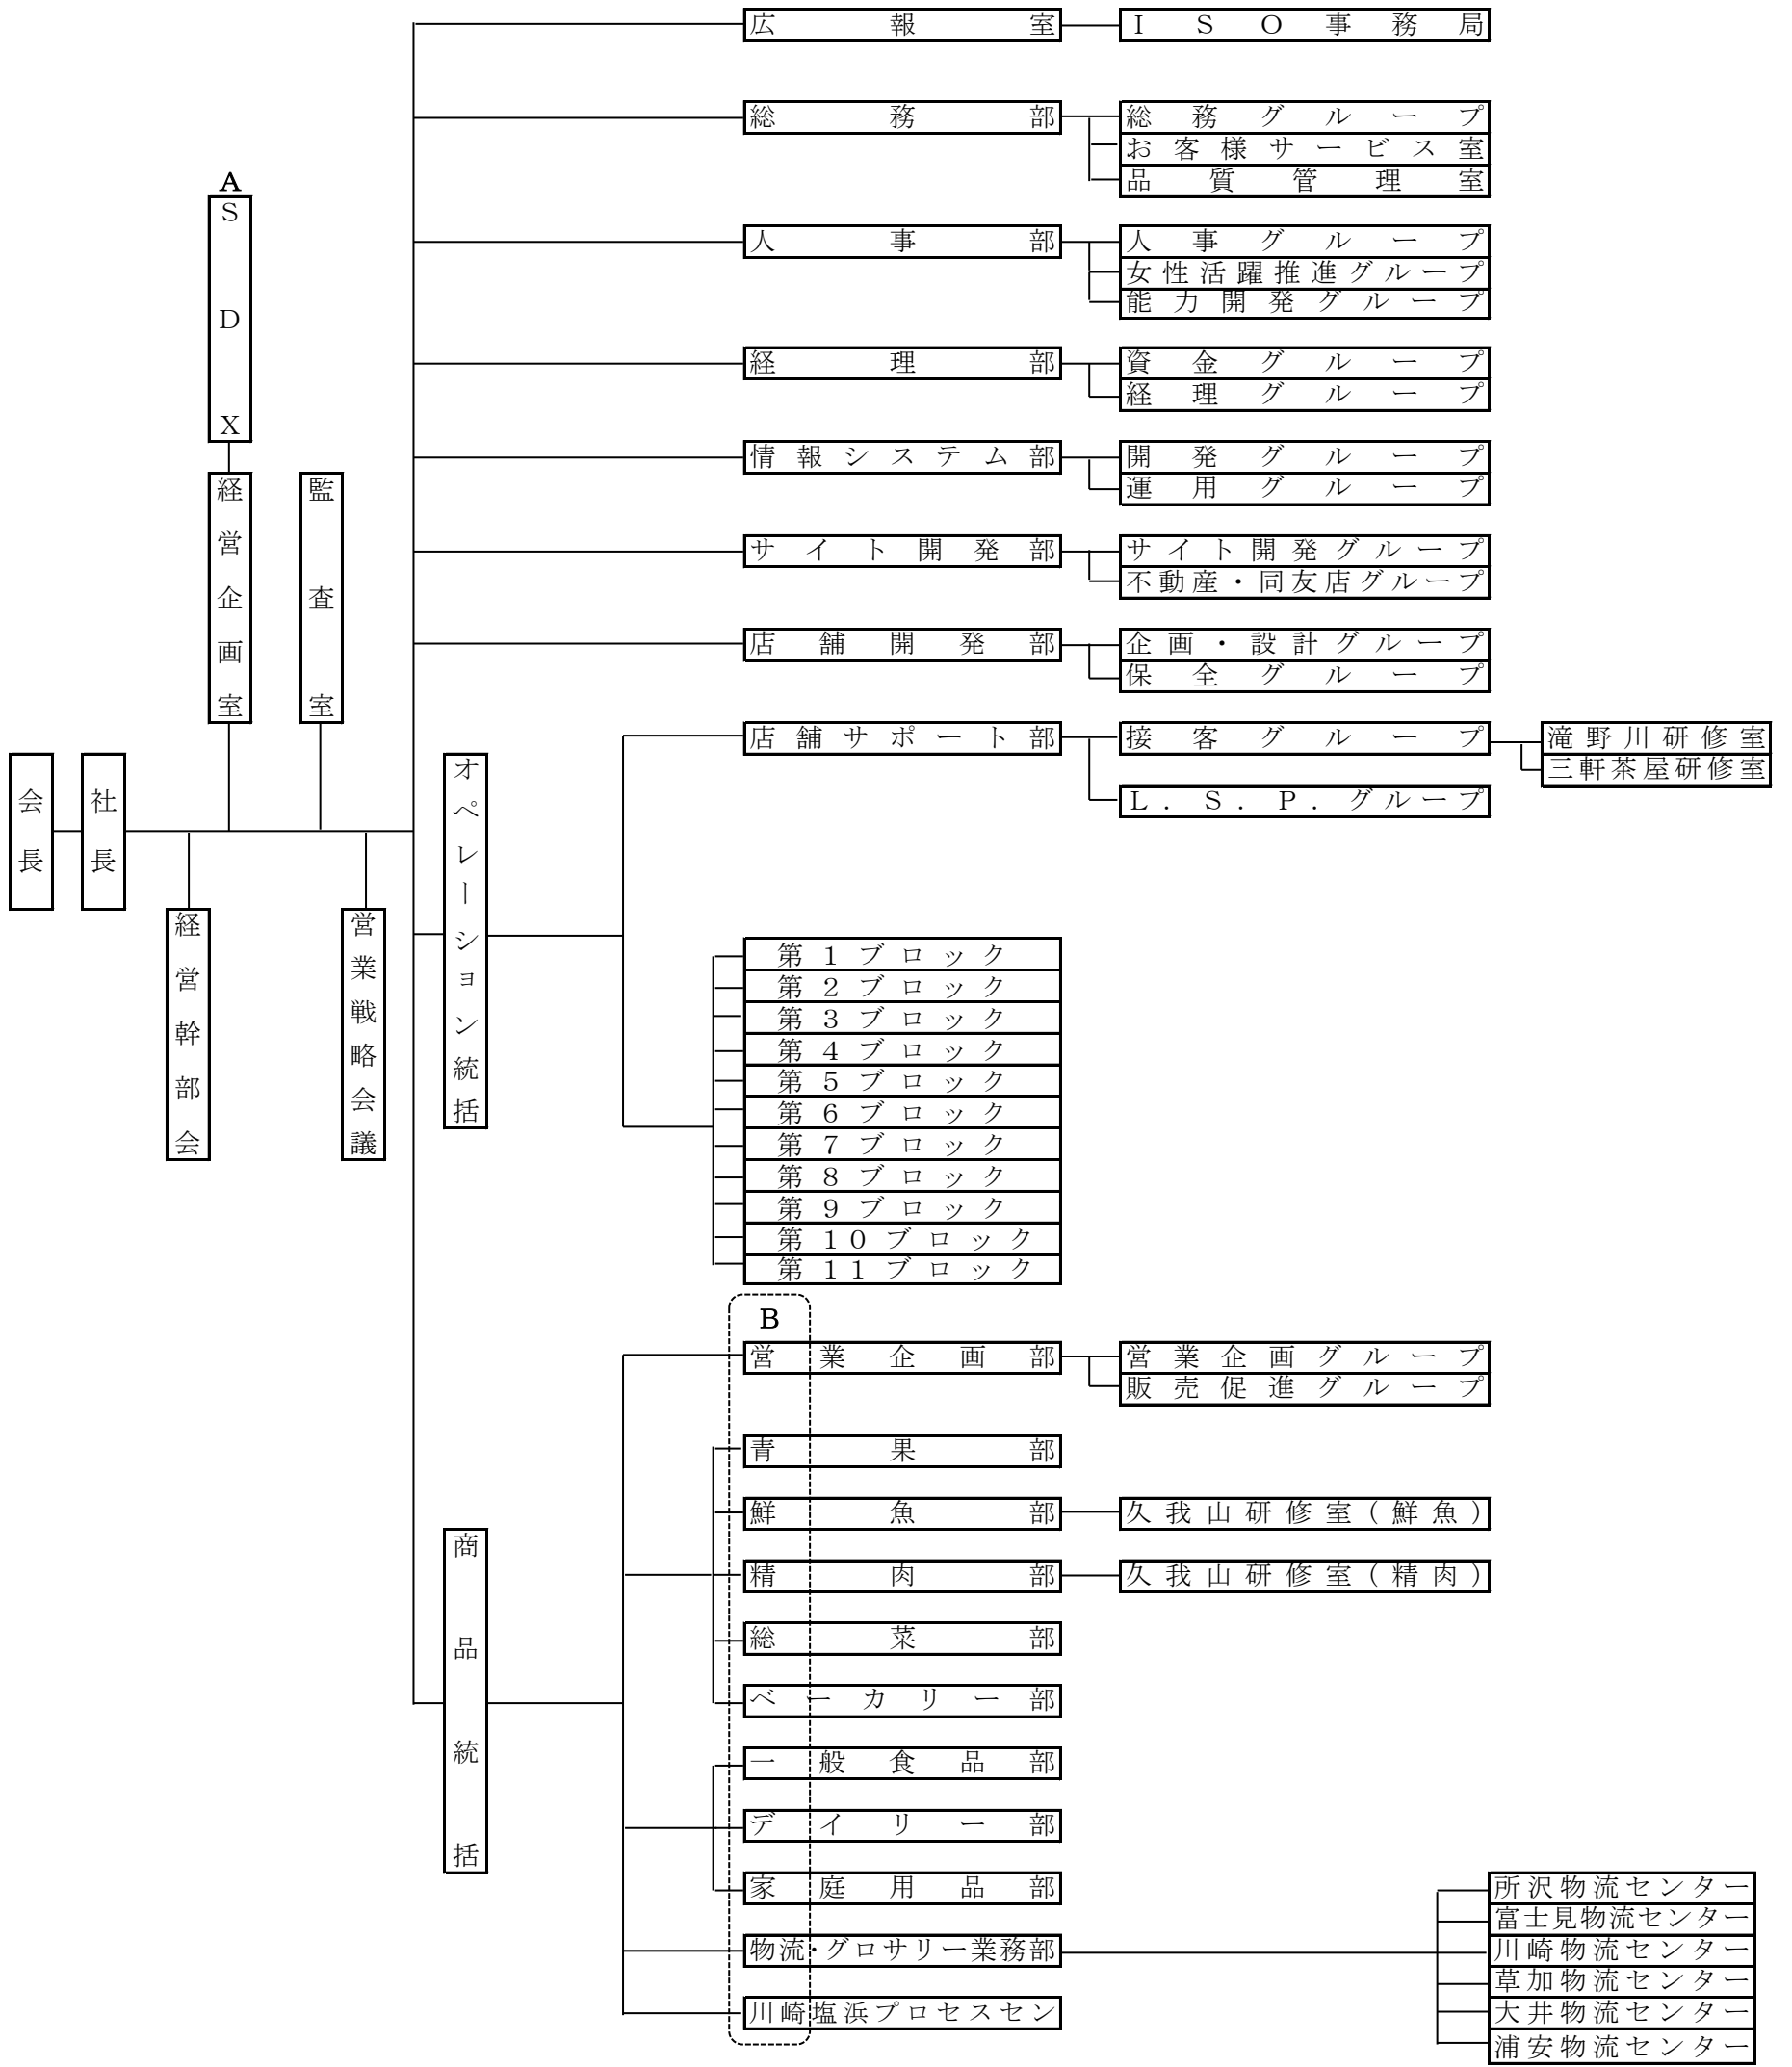 広報室
ISO事務局
総務部
総務グループ
お客様サービス室
品質管理室
A
SDX
人事部
人事グループ
女性活躍推進グループ
能力開発グループ
経理部
資金グループ
経理グループ
情報システム部
開発グループ
運用グループ
経営企画室
監査室
サイト開発部
サイト開発グループ
不動産・同友店グループ
店舗開発部
企画・設計グループ
保全グループ
店舗サポート部
接客グループ
滝野川研修室
三軒茶屋研修室
L.S.P.グループ
会長
社長
オペレーション統括
経営幹部会
営業戦略会議
第1ブロック
第2ブロック
第3ブロック
第4ブロック
第5ブロック
第6ブロック
第7ブロック
第8ブロック
第9ブロック
第10ブロック
第11ブロック
B
営業企画部
営業企画グループ
販売促進グループ
青果部
鮮魚部
久我山研修室(鮮魚)
商品統括
精肉部
久我山研修室(精肉)
総菜部
ベーカリー部
一般食品部
デイリー部
家庭用品部
物流・グロサリー業務部
川崎塩浜プロセスセン
所沢物流センター
富士見物流センター
川崎物流センター
草加物流センター
大井物流センター
浦安物流センター